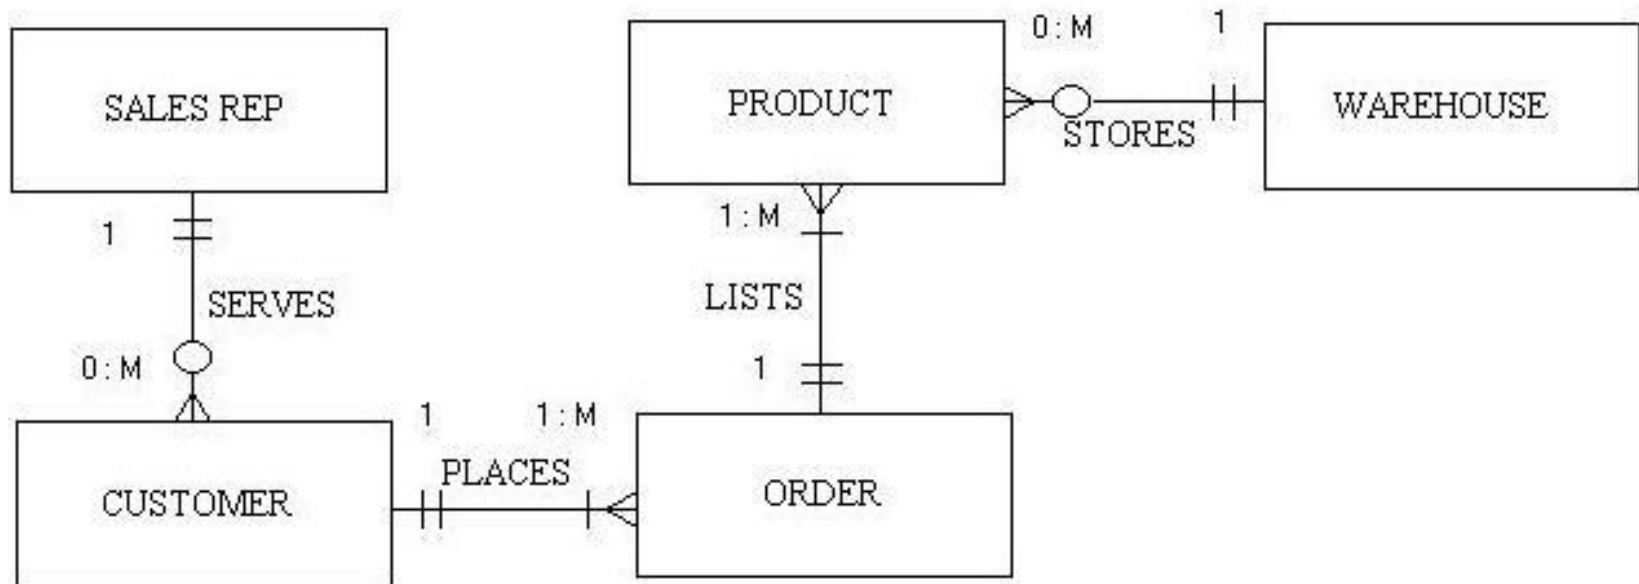 0 : M
1
SALES REP
PRODUCT
WAREHOUSE
STORES
1
1 : M
SERVES
LISTS
0 : M
1
1
1 : M
PLACES
CUSTOMER
ORDER